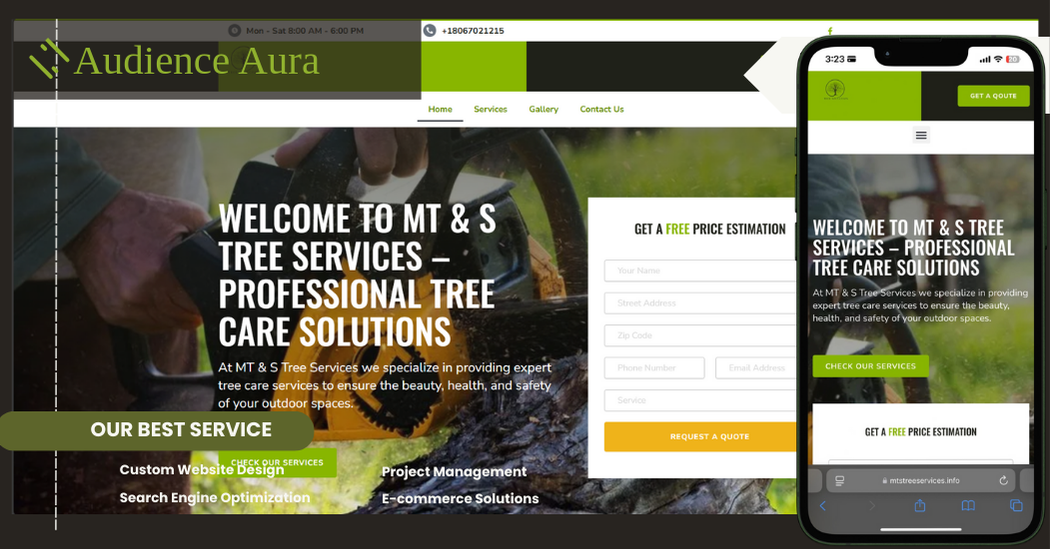 Mon - Sat 8:00 AM - 6:00 PM
+18067021215
Audience Aura
Home Services Gallery Contact Us
WELCOME TO MT & S
TREE SERVICES –
PROFESSIONAL TREE
CARE SOLUTIONS
At MT & S Tree Services we specialize in providing expert
tree care services to ensure the beauty, health, and safety
of your outdoor spaces.
CHECK OUR SERVICES
GET A FREE PRICE ESTIMATION
Your Name
Street Address
Zip Code
Phone Number Email Address
Service
REQUEST A QUOTE
OUR BEST SERVICE
Custom Website Design
Search Engine Optimization
Project Management
E-commerce Solutions
3:23
20
GET A QOUTE
WELCOME TO MT & S TREE
SERVICES – PROFESSIONAL
TREE CARE SOLUTIONS
At MT & S Tree Services we specialize in providing
expert tree care services to ensure the beauty,
health, and safety of your outdoor spaces.
CHECK OUR SERVICES
GET A FREE PRICE ESTIMATION
mtstreeservices.info